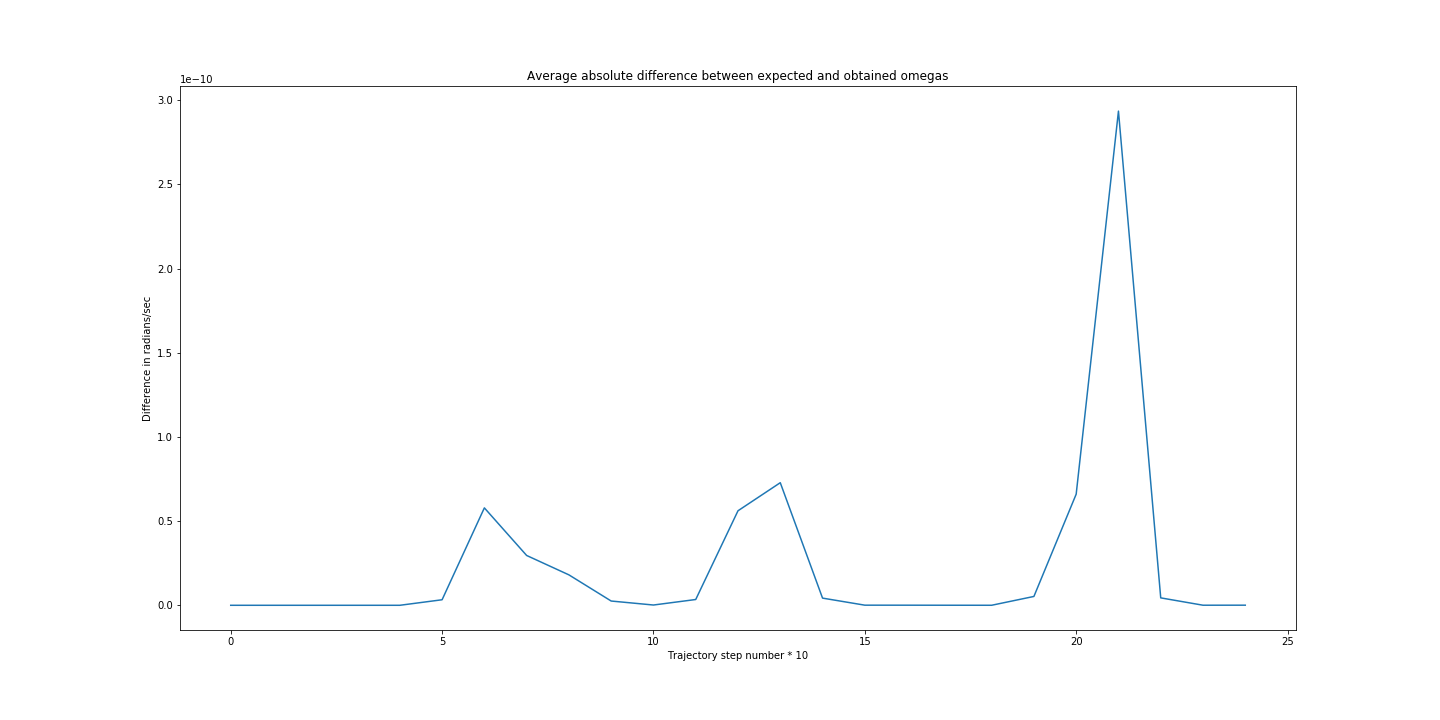 Average absolute difference between expected and obtained omegas
1e−10
3.0
2.5
2.0
1.5
1.0
0.5
0.0
Difference in radians/sec
0 5 10 15 20 25
Trajectory step number * 10